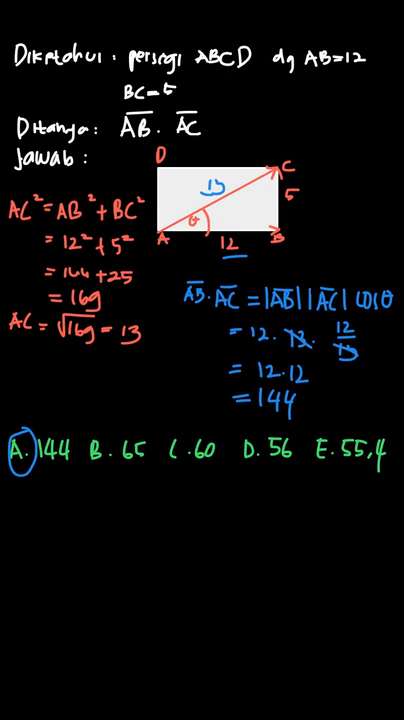 Diketahui : persegi ABCD dg AB=12
BC=5
Ditanya : AB . AC
Jawab :
D
C
13
5
θ
A
12
B
AC² = AB² + BC²
= 12² + 5²
= 144 + 25
= 169
AC = √169 = 13
AB . AC = |AB| |AC| cos θ
= 12 . 13 . 12/13
= 12 . 12
= 144
A. 144 B. 65 C. 60 D. 56 E. 55,4